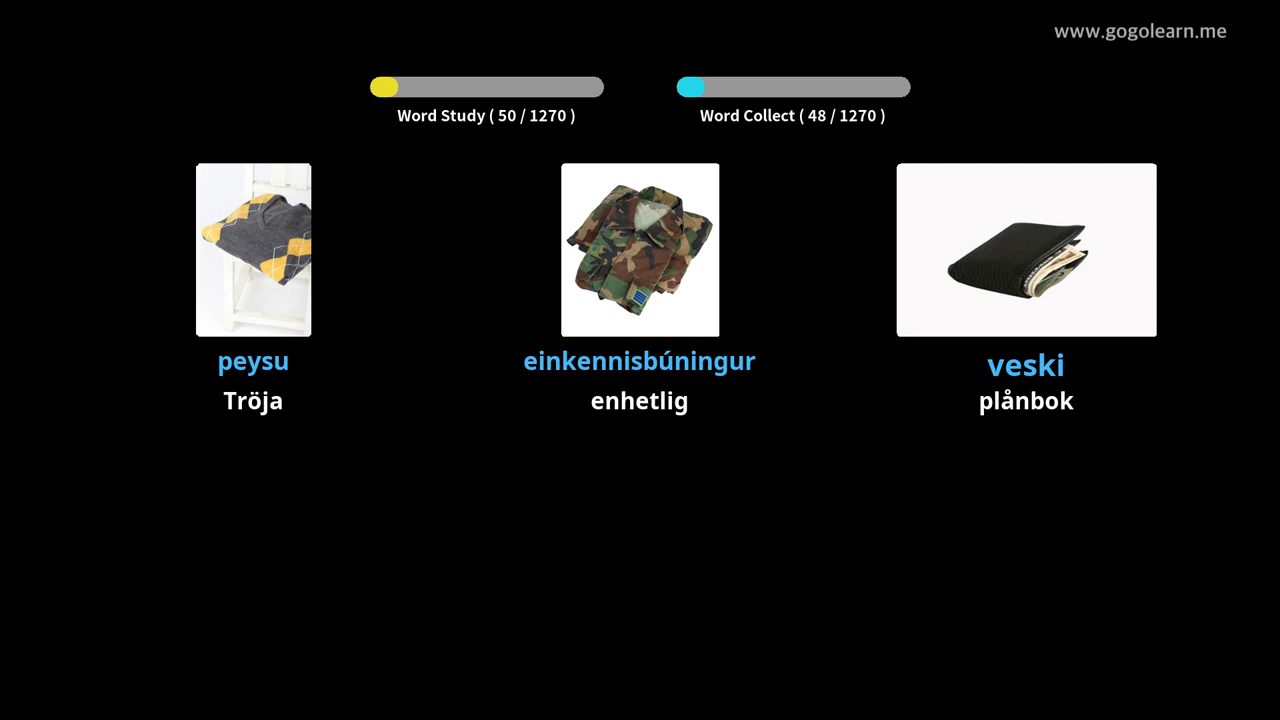 www.gogolearn.me
Word Study ( 50 / 1270 )
Word Collect ( 48 / 1270 )
peysu
Tröja
einkennisbúningur
enhetlig
veski
plånbok